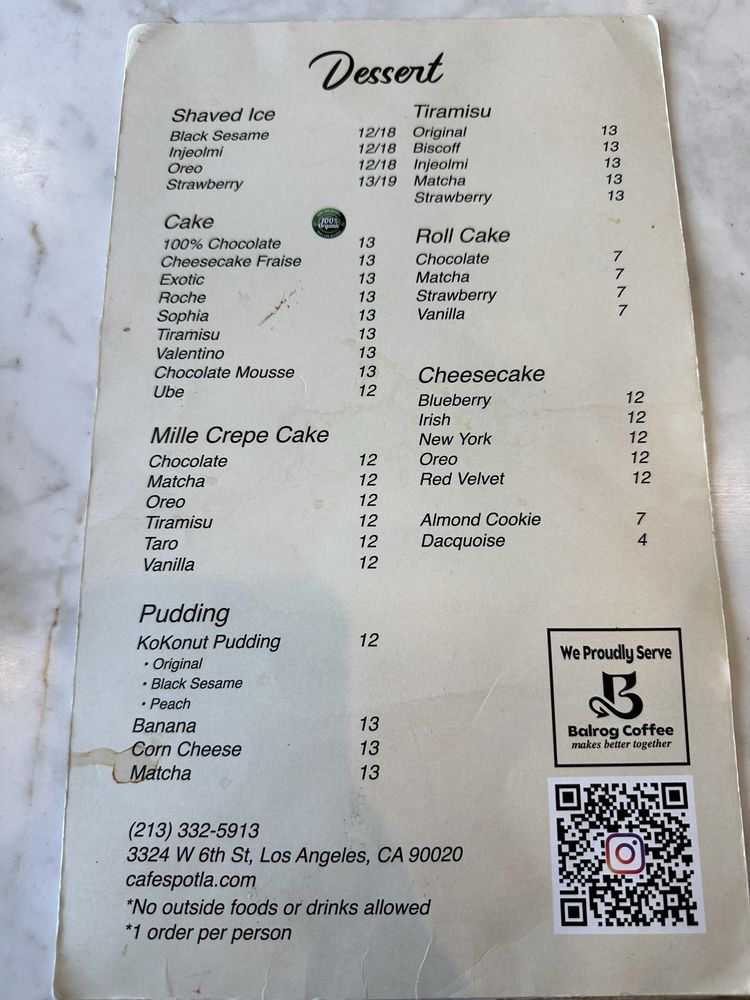 Dessert
Shaved Ice
Black Sesame 12/18
Injeolmi 12/18
Oreo 12/18
Strawberry 13/19
Cake
100% Organic
100% Chocolate 13
Cheesecake Fraise 13
Exotic 13
Roche 13
Sophia 13
Tiramisu 13
Valentino 13
Chocolate Mousse 13
Ube 12
Mille Crepe Cake
Chocolate 12
Matcha 12
Oreo 12
Tiramisu 12
Taro 12
Vanilla 12
Pudding
KoKonut Pudding 12
• Original
• Black Sesame
• Peach
Banana 13
Corn Cheese 13
Matcha 13
Tiramisu
Original 13
Biscoff 13
Injeolmi 13
Matcha 13
Strawberry 13
Roll Cake
Chocolate 7
Matcha 7
Strawberry 7
Vanilla 7
Cheesecake
Blueberry 12
Irish 12
New York 12
Oreo 12
Red Velvet 12
Almond Cookie 7
Dacquoise 4
We Proudly Serve
B
Balrog Coffee
makes better together
(213) 332-5913
3324 W 6th St, Los Angeles, CA 90020
cafespotla.com
*No outside foods or drinks allowed
*1 order per person